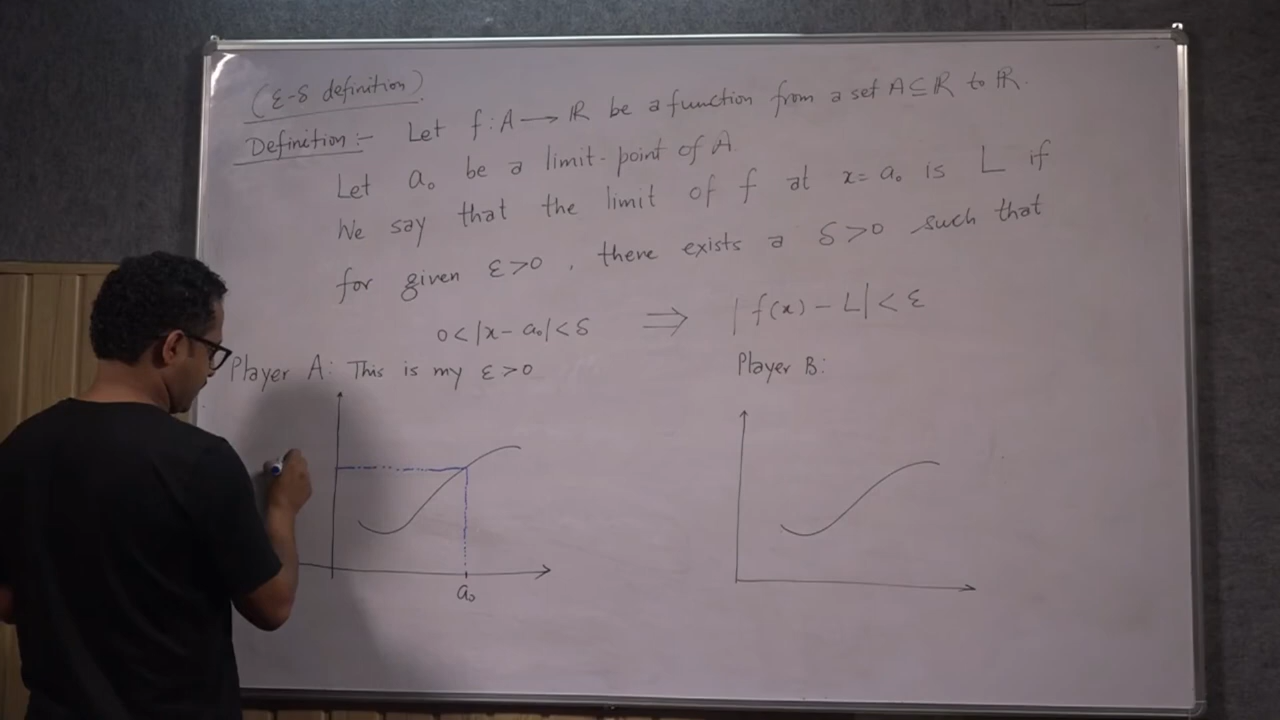 (ε-δ definition)
Definition:- Let f: A → ℝ be a function from a set A ⊆ ℝ to ℝ.
Let a₀ be a limit-point of A
We say that the limit of f at x = a₀ is L if
for given ε>0, there exists a δ>0 such that
0<|x-a₀|<δ ⇒ |f(x)-L|<ε
Player A: This is my ε>0
Player B:
a₀